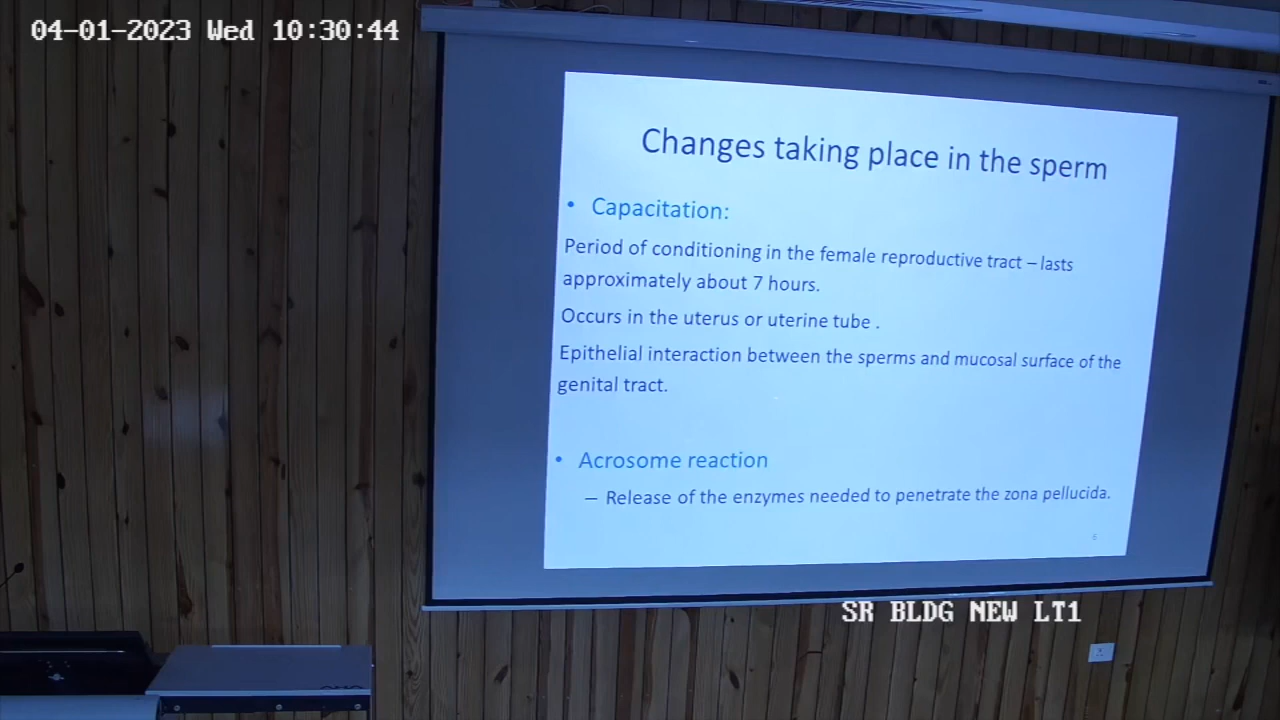 04-01-2023 Wed 10:30:44
Changes taking place in the sperm
• Capacitation:
Period of conditioning in the female reproductive tract – lasts
approximately about 7 hours.
Occurs in the uterus or uterine tube .
Epithelial interaction between the sperms and mucosal surface of the
genital tract.
• Acrosome reaction
– Release of the enzymes needed to penetrate the zona pellucida.
6
SR BLDG NEW LT1